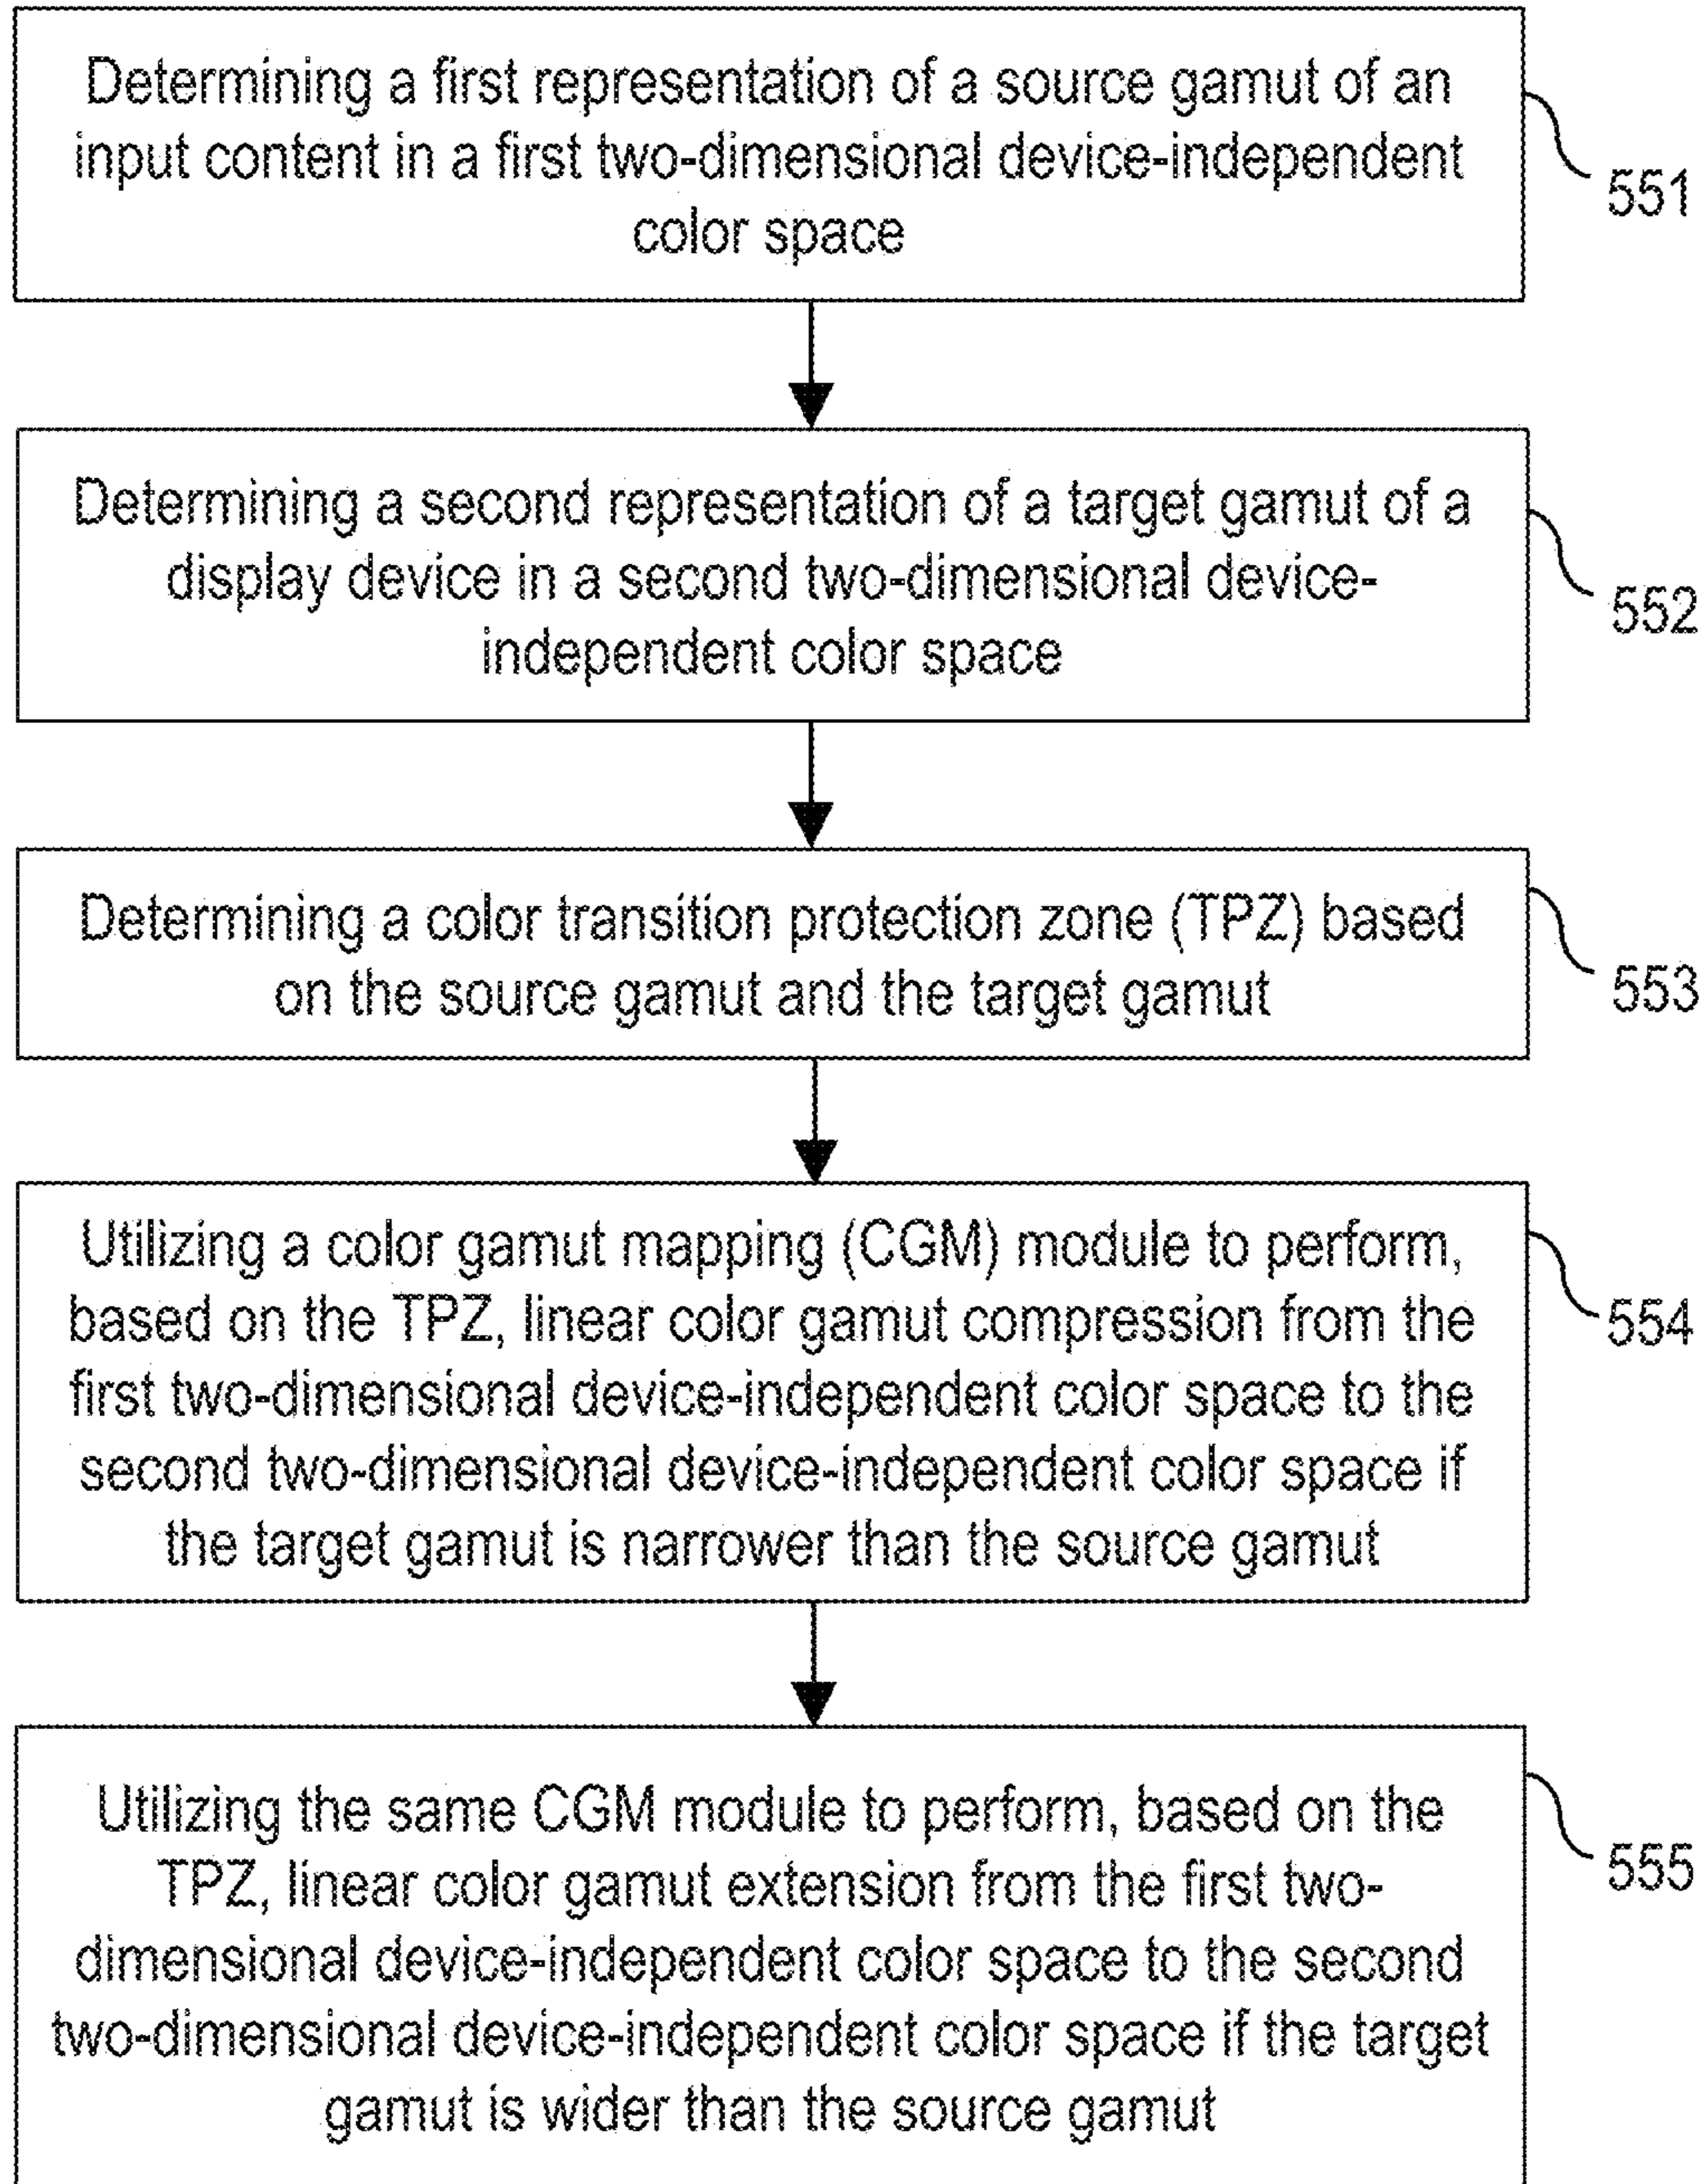 Determining a first representation of a source gamut of an
input content in a first two-dimensional device-independent
color space
551
Determining a second representation of a target gamut of a
display device in a second two-dimensional device-
independent color space
552
Determining a color transition protection zone (TPZ) based
on the source gamut and the target gamut
553
Utilizing a color gamut mapping (CGM) module to perform,
based on the TPZ, linear color gamut compression from the
first two-dimensional device-independent color space to the
second two-dimensional device-independent color space if
the target gamut is narrower than the source gamut
554
Utilizing the same CGM module to perform, based on the
TPZ, linear color gamut extension from the first two-
dimensional device-independent color space to the second
two-dimensional device-independent color space if the target
gamut is wider than the source gamut
555